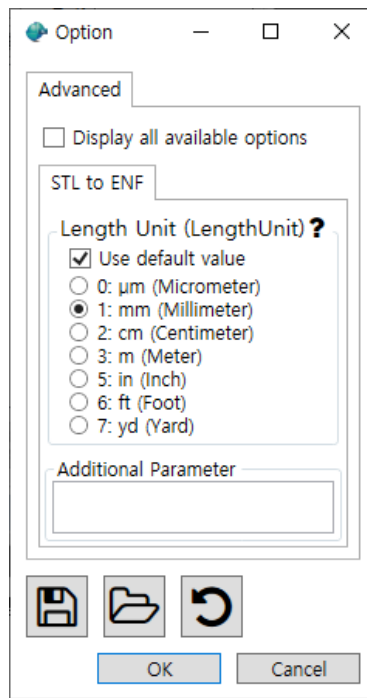 Option
Advanced
Display all available options
STL to ENF
Length Unit (LengthUnit) ?
Use default value
0: µm (Micrometer)
1: mm (Millimeter)
2: cm (Centimeter)
3: m (Meter)
5: in (Inch)
6: ft (Foot)
7: yd (Yard)
Additional Parameter
OK Cancel